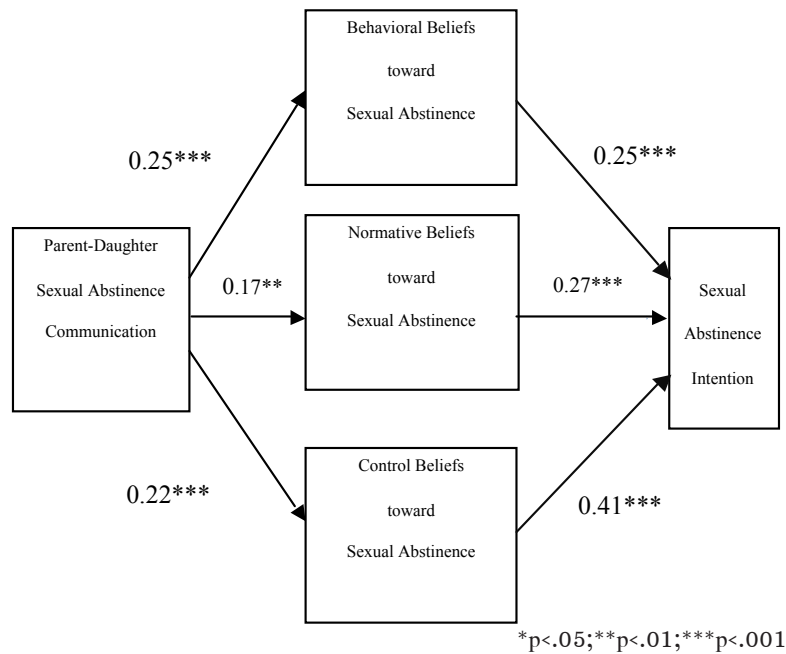 Behavioral Beliefs
toward
Sexual Abstinence
0.25***
0.25***
Parent-Daughter
Sexual Abstinence
Communication
0.17**
Normative Beliefs
toward
Sexual Abstinence
0.27***
Sexual
Abstinence
Intention
0.22***
Control Beliefs
toward
Sexual Abstinence
0.41***
*p<.05;**p<.01;***p<.001